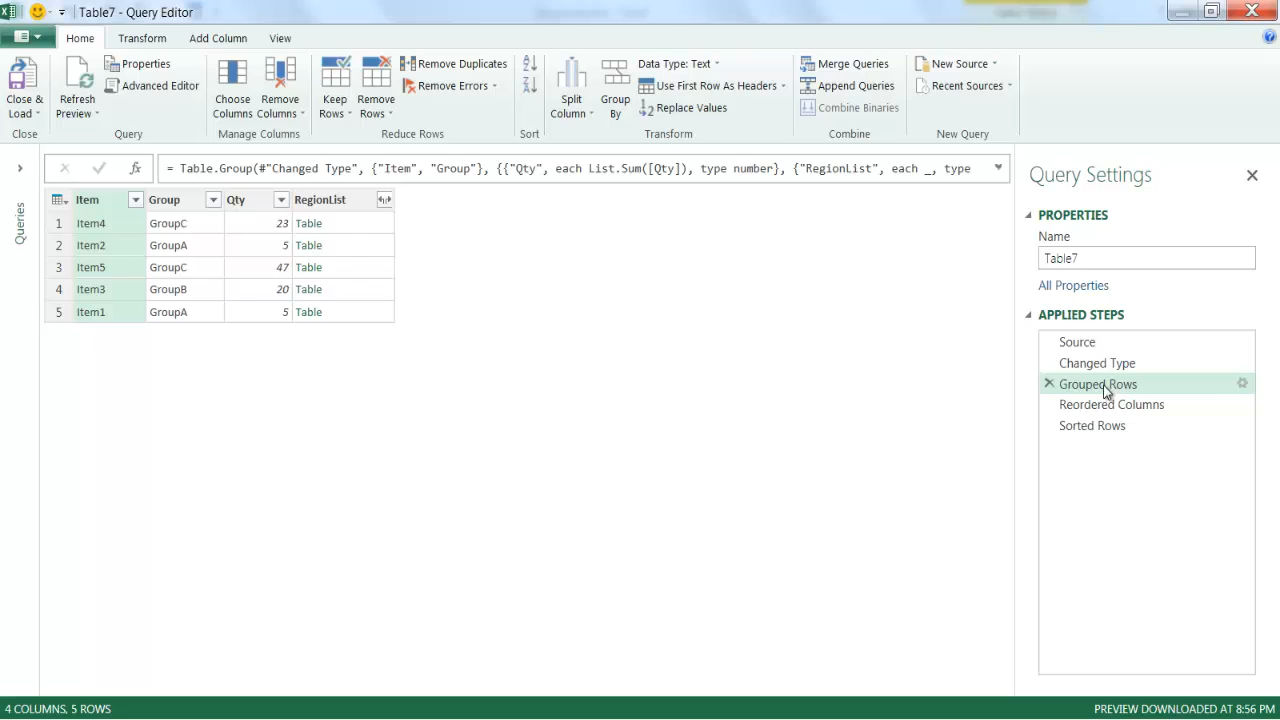 Table7 - Query Editor
Home Transform Add Column View
Close & Load
Refresh Preview
Properties
Advanced Editor
Choose Columns
Remove Columns
Keep Rows
Remove Rows
Remove Duplicates
Remove Errors
Split Column
Group By
Data Type: Text
Use First Row As Headers
Replace Values
Merge Queries
Append Queries
Combine Binaries
New Source
Recent Sources
Close Query Manage Columns Reduce Rows Sort Transform Combine New Query
fx = Table.Group(#"Changed Type", {"Item", "Group"}, {{"Qty", each List.Sum([Qty]), type number}, {"RegionList", each _, type
Queries
Item Group Qty RegionList
1 Item4 GroupC 23 Table
2 Item2 GroupA 5 Table
3 Item5 GroupC 47 Table
4 Item3 GroupB 20 Table
5 Item1 GroupA 5 Table
Query Settings
PROPERTIES
Name
Table7
All Properties
APPLIED STEPS
Source
Changed Type
Grouped Rows
Reordered Columns
Sorted Rows
4 COLUMNS, 5 ROWS
PREVIEW DOWNLOADED AT 8:56 PM